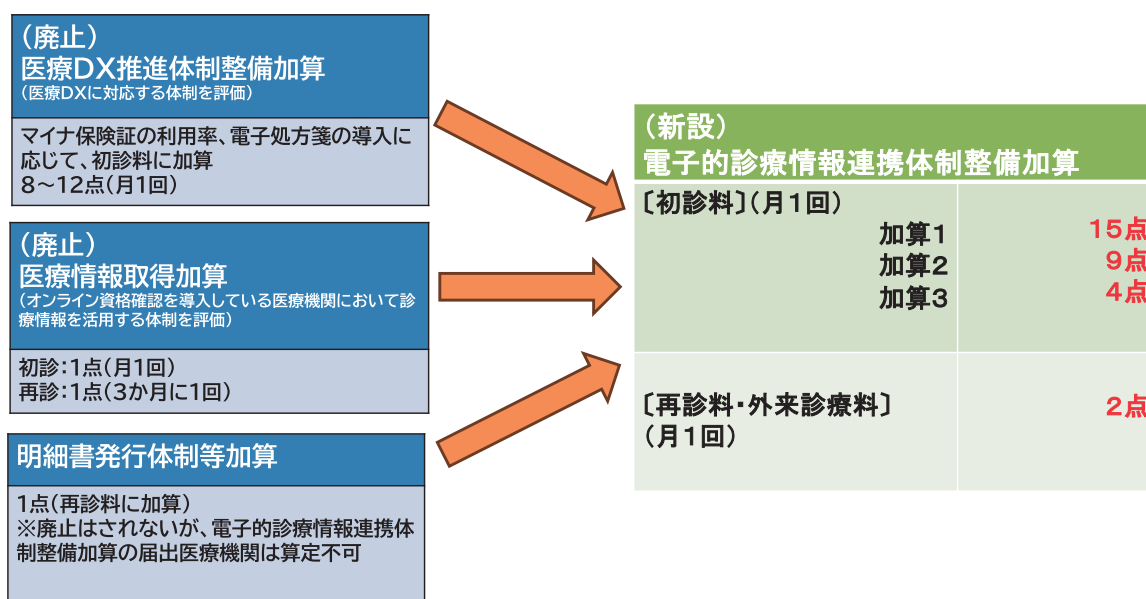 (廃止)
医療DX推進体制整備加算
(医療DXに対応する体制を評価)
マイナ保険証の利用率、電子処方箋の導入に
応じて、初診料に加算
8~12点(月1回)
(廃止)
医療情報取得加算
(オンライン資格確認を導入している医療機関において診
療情報を活用する体制を評価)
初診:1点(月1回)
再診:1点(3か月に1回)
明細書発行体制等加算
1点(再診料に加算)
※廃止はされないが、電子的診療情報連携体
制整備加算の届出医療機関は算定不可
(新設)
電子的診療情報連携体制整備加算
〔初診料〕(月1回)
加算1 15点
加算2 9点
加算3 4点
〔再診料・外来診療料〕 2点
(月1回)